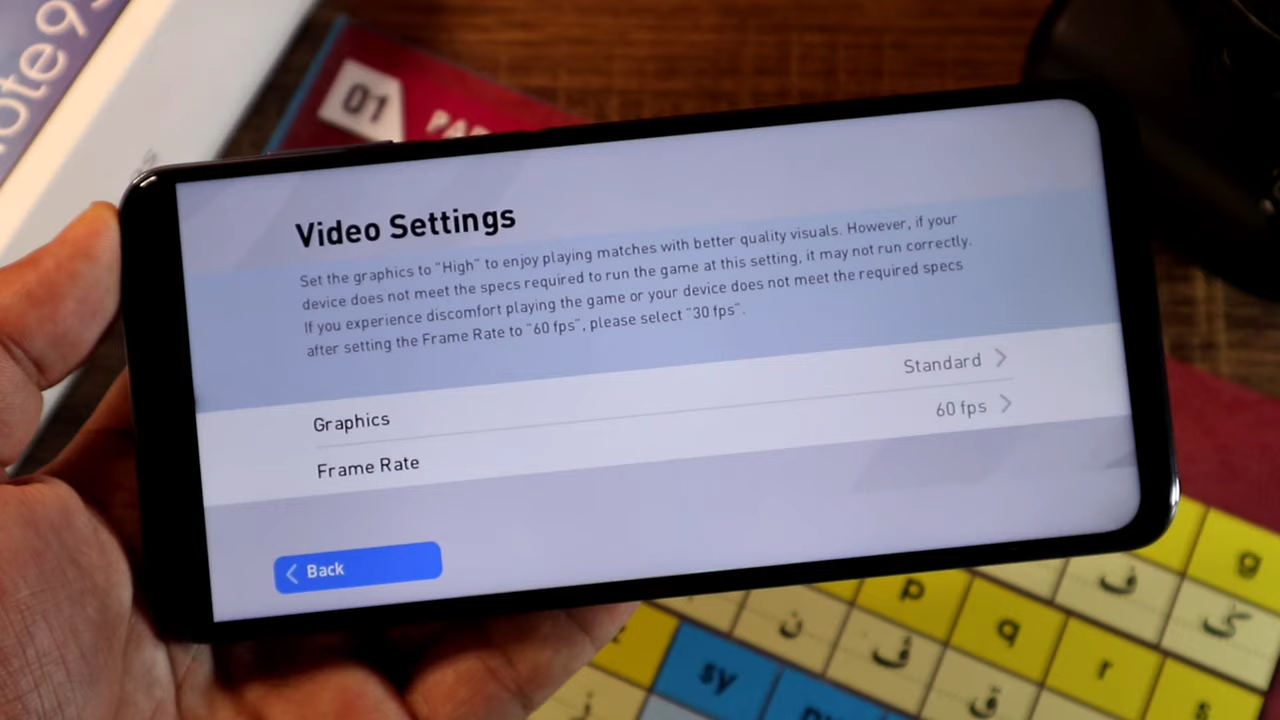 01
Video Settings
Set the graphics to "High" to enjoy playing matches with better quality visuals. However, if your
device does not meet the specs required to run the game at this setting, it may not run correctly.
If you experience discomfort playing the game or your device does not meet the required specs
after setting the Frame Rate to "60 fps", please select "30 fps".
Graphics
Standard
Frame Rate
60 fps
Back
g
ف
ک
p
q
r
s
ن
ڤ
ق
sy